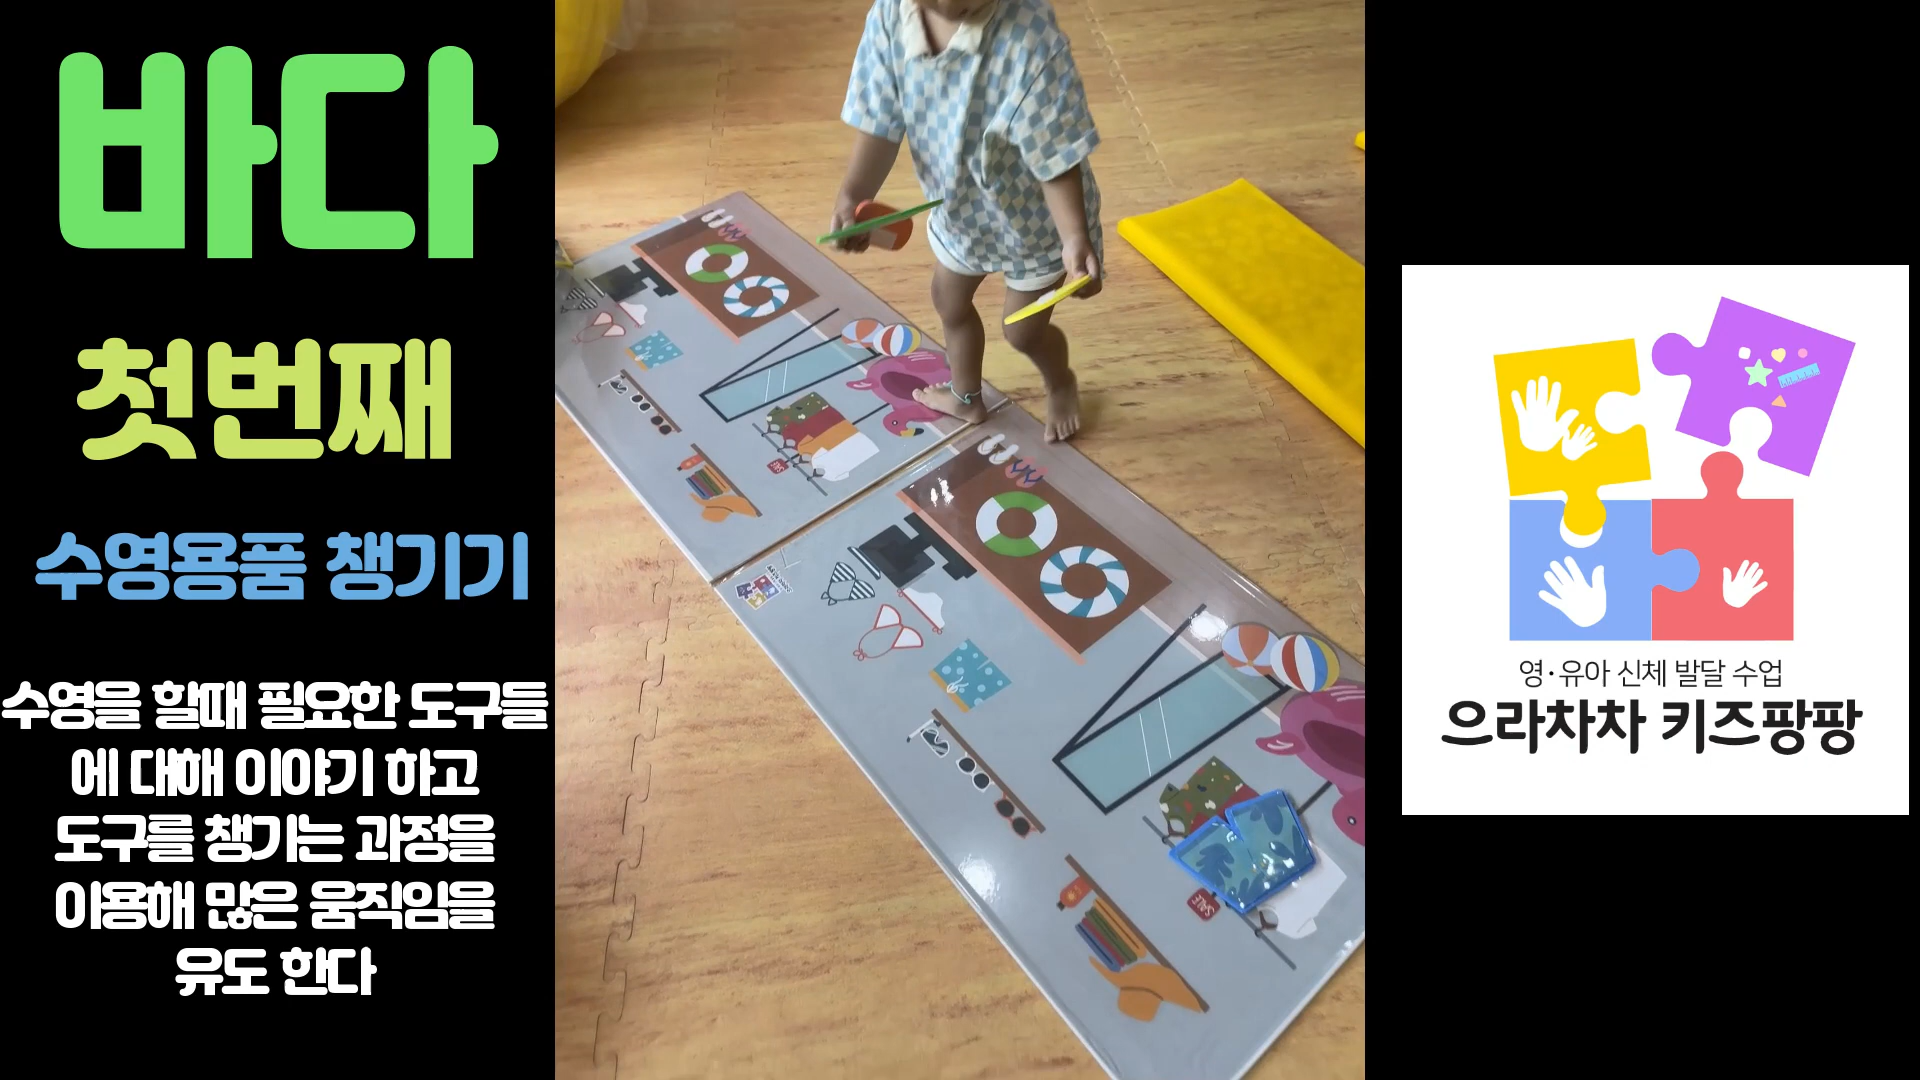 바다
첫번째
수영용품 챙기기
수영을 할때 필요한 도구들
에 대해 이야기 하고
도구를 챙기는 과정을
이용해 많은 움직임을
유도 한다
SALE
영·유아 신체 발달 수업
으라차차 키즈팡팡